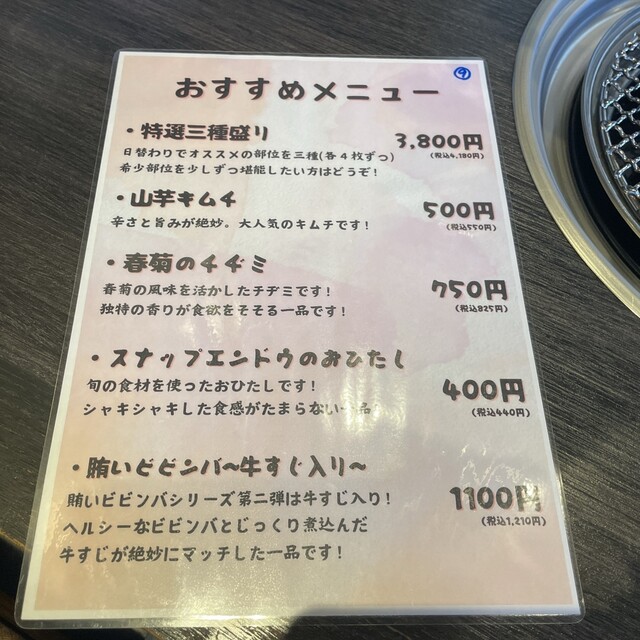 9
おすすめメニュー
・特選三種盛り 3,800円
日替わりでオススメの部位を三種(各4枚ずつ) (税込4,180円)
希少部位を少しずつ堪能したい方はどうぞ!
・山芋キムチ 500円
辛さと旨みが絶妙。大人気のキムチです! (税込550円)
・春菊のチヂミ 750円
春菊の風味を活かしたチヂミです! (税込825円)
独特の香りが食欲をそそる一品です!
・スナップエンドウのおひたし 400円
旬の食材を使ったおひたしです! (税込440円)
シャキシャキした食感がたまらない一品
・賄いビビンバ~牛すじ入り~ 1100円
賄いビビンバシリーズ第二弾は牛すじ入り! (税込1,210円)
ヘルシーなビビンバとじっくり煮込んだ
牛すじが絶妙にマッチした一品です!